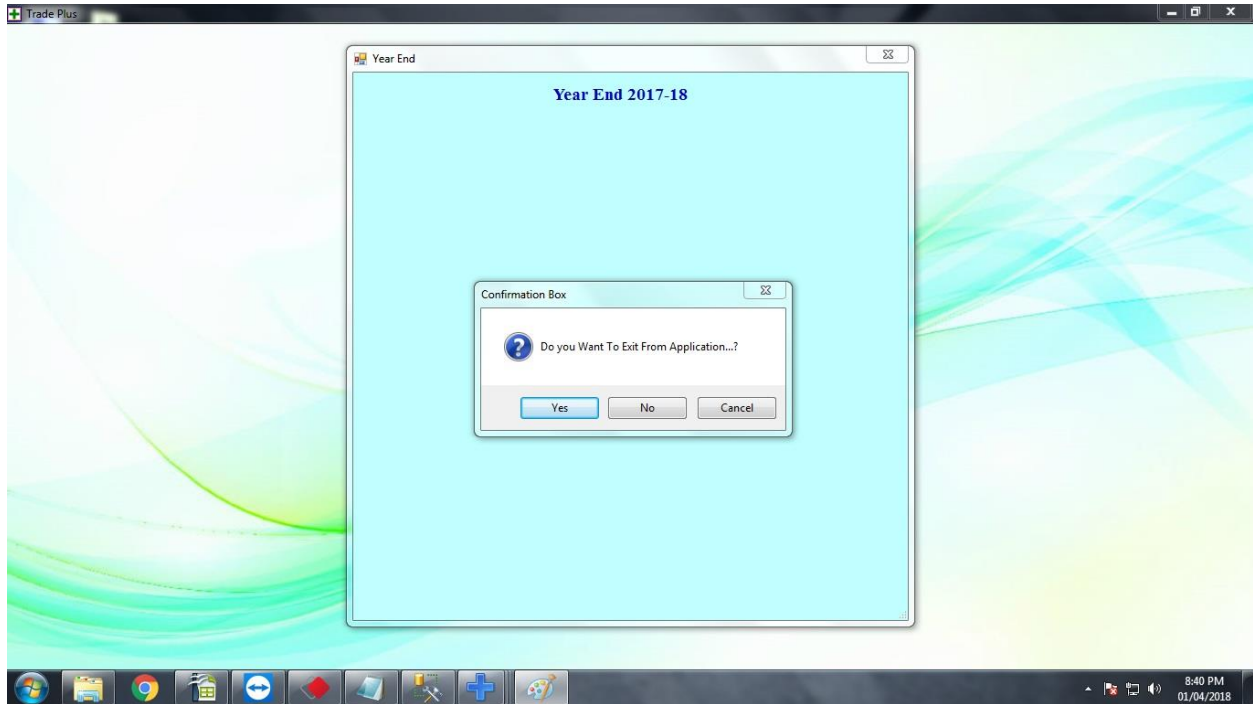 Trade Plus
Year End
Year End 2017-18
Confirmation Box
Do you Want To Exit From Application...?
Yes No Cancel
8:40 PM
01/04/2018